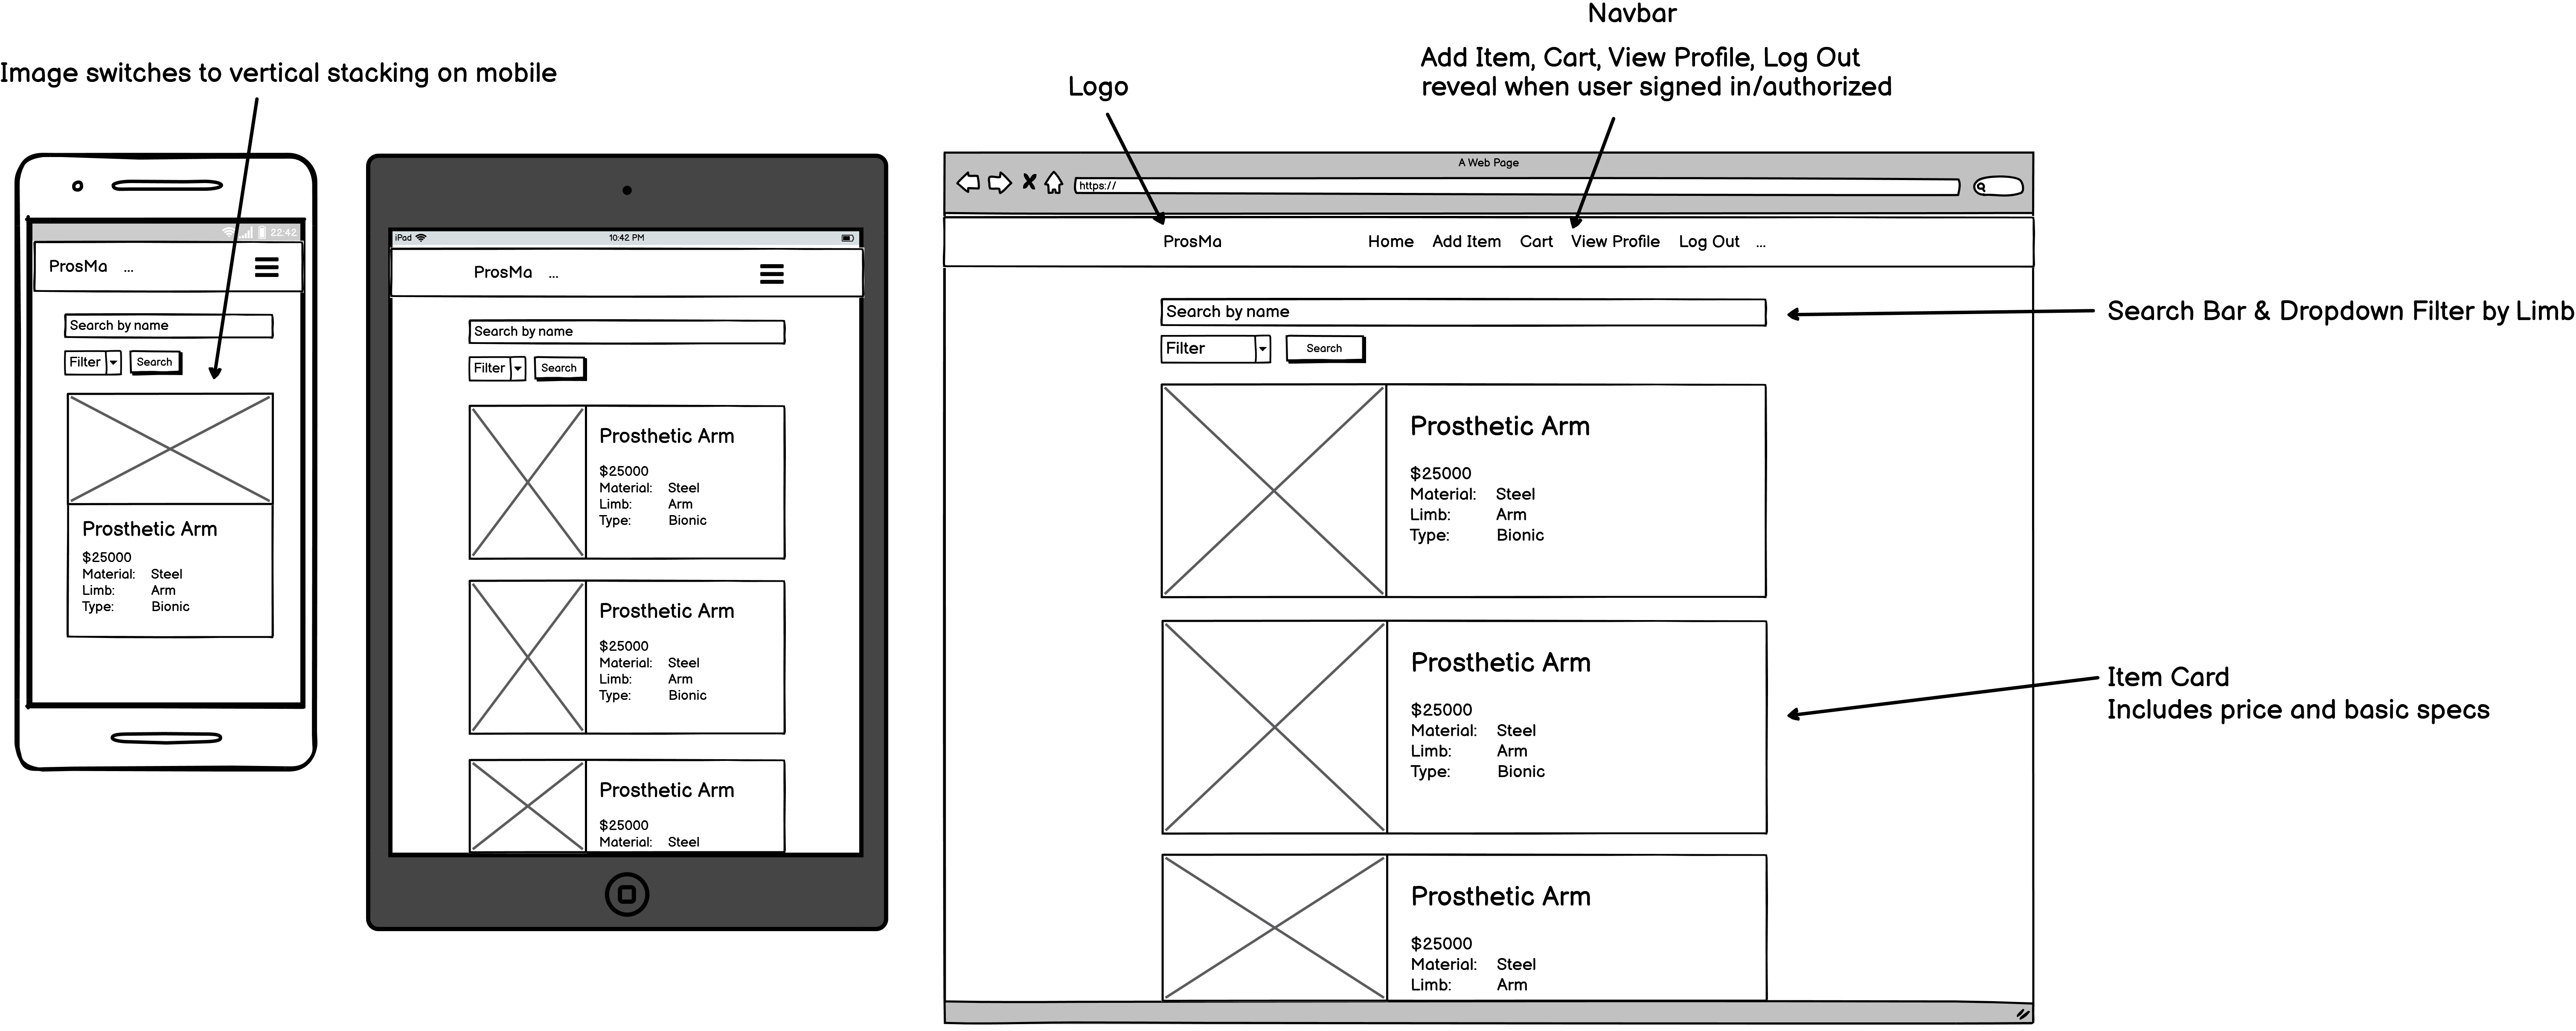 Navbar
Add Item, Cart, View Profile, Log Out
reveal when user signed in/authorized
Logo
Image switches to vertical stacking on mobile
22:42
ProsMa ...
Search by name
Filter Search
Prosthetic Arm
$25000
Material: Steel
Limb: Arm
Type: Bionic
iPad 10:42 PM
ProsMa ...
Search by name
Filter Search
Prosthetic Arm
$25000
Material: Steel
Limb: Arm
Type: Bionic
Prosthetic Arm
$25000
Material: Steel
Limb: Arm
Type: Bionic
Prosthetic Arm
$25000
Material: Steel
A Web Page
https://
ProsMa Home Add Item Cart View Profile Log Out ...
Search by name
Filter Search
Prosthetic Arm
$25000
Material: Steel
Limb: Arm
Type: Bionic
Prosthetic Arm
$25000
Material: Steel
Limb: Arm
Type: Bionic
Prosthetic Arm
$25000
Material: Steel
Limb: Arm
Search Bar & Dropdown Filter by Limb
Item Card
Includes price and basic specs